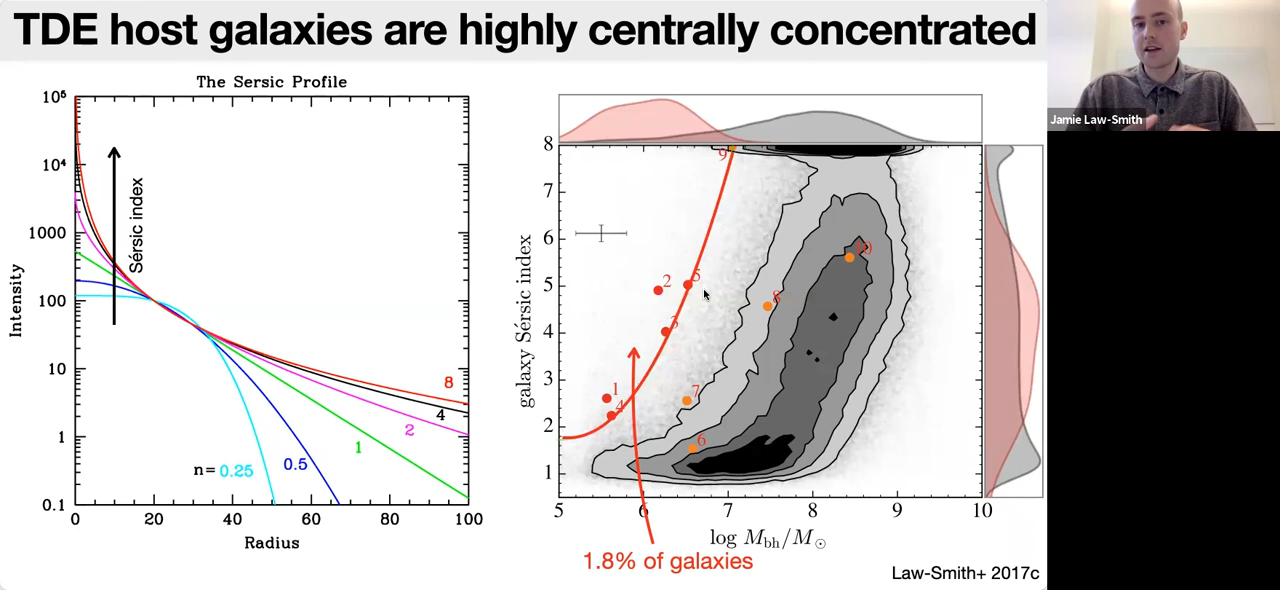 TDE host galaxies are highly centrally concentrated
Jamie Law-Smith
The Sersic Profile
10⁶
10⁴
1000
100
10
1
0.1
Intensity
Sérsic index
8
4
2
1
0.5
n= 0.25
0 20 40 60 80 100
Radius
8
7
6
5
4
3
2
1
galaxy Sérsic index
9
10
2
5
8
3
1
7
4
6
5 6 7 8 9 10
log M_bh/M_☉
1.8% of galaxies
Law-Smith+ 2017c